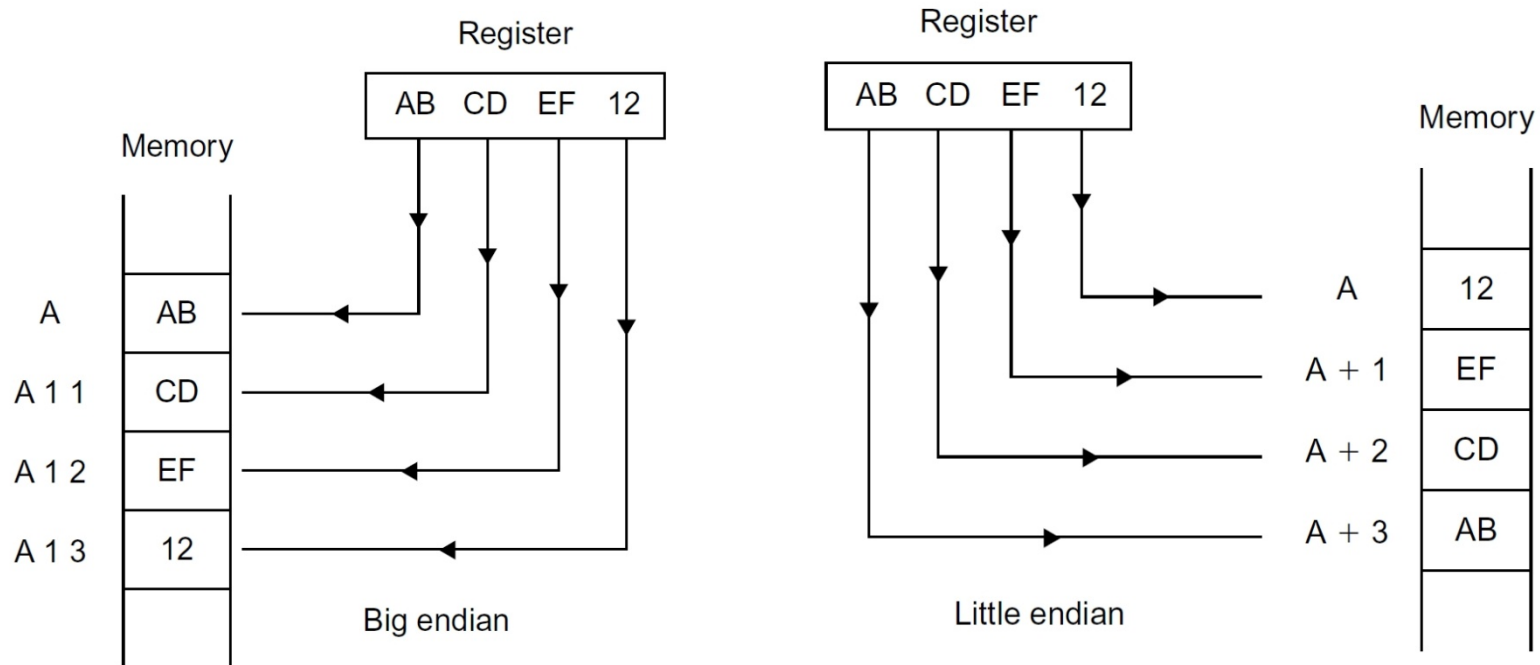 Register
AB CD EF 12
Memory
A AB
A 1 1 CD
A 1 2 EF
A 1 3 12
Big endian
Register
AB CD EF 12
Memory
A 12
A + 1 EF
A + 2 CD
A + 3 AB
Little endian